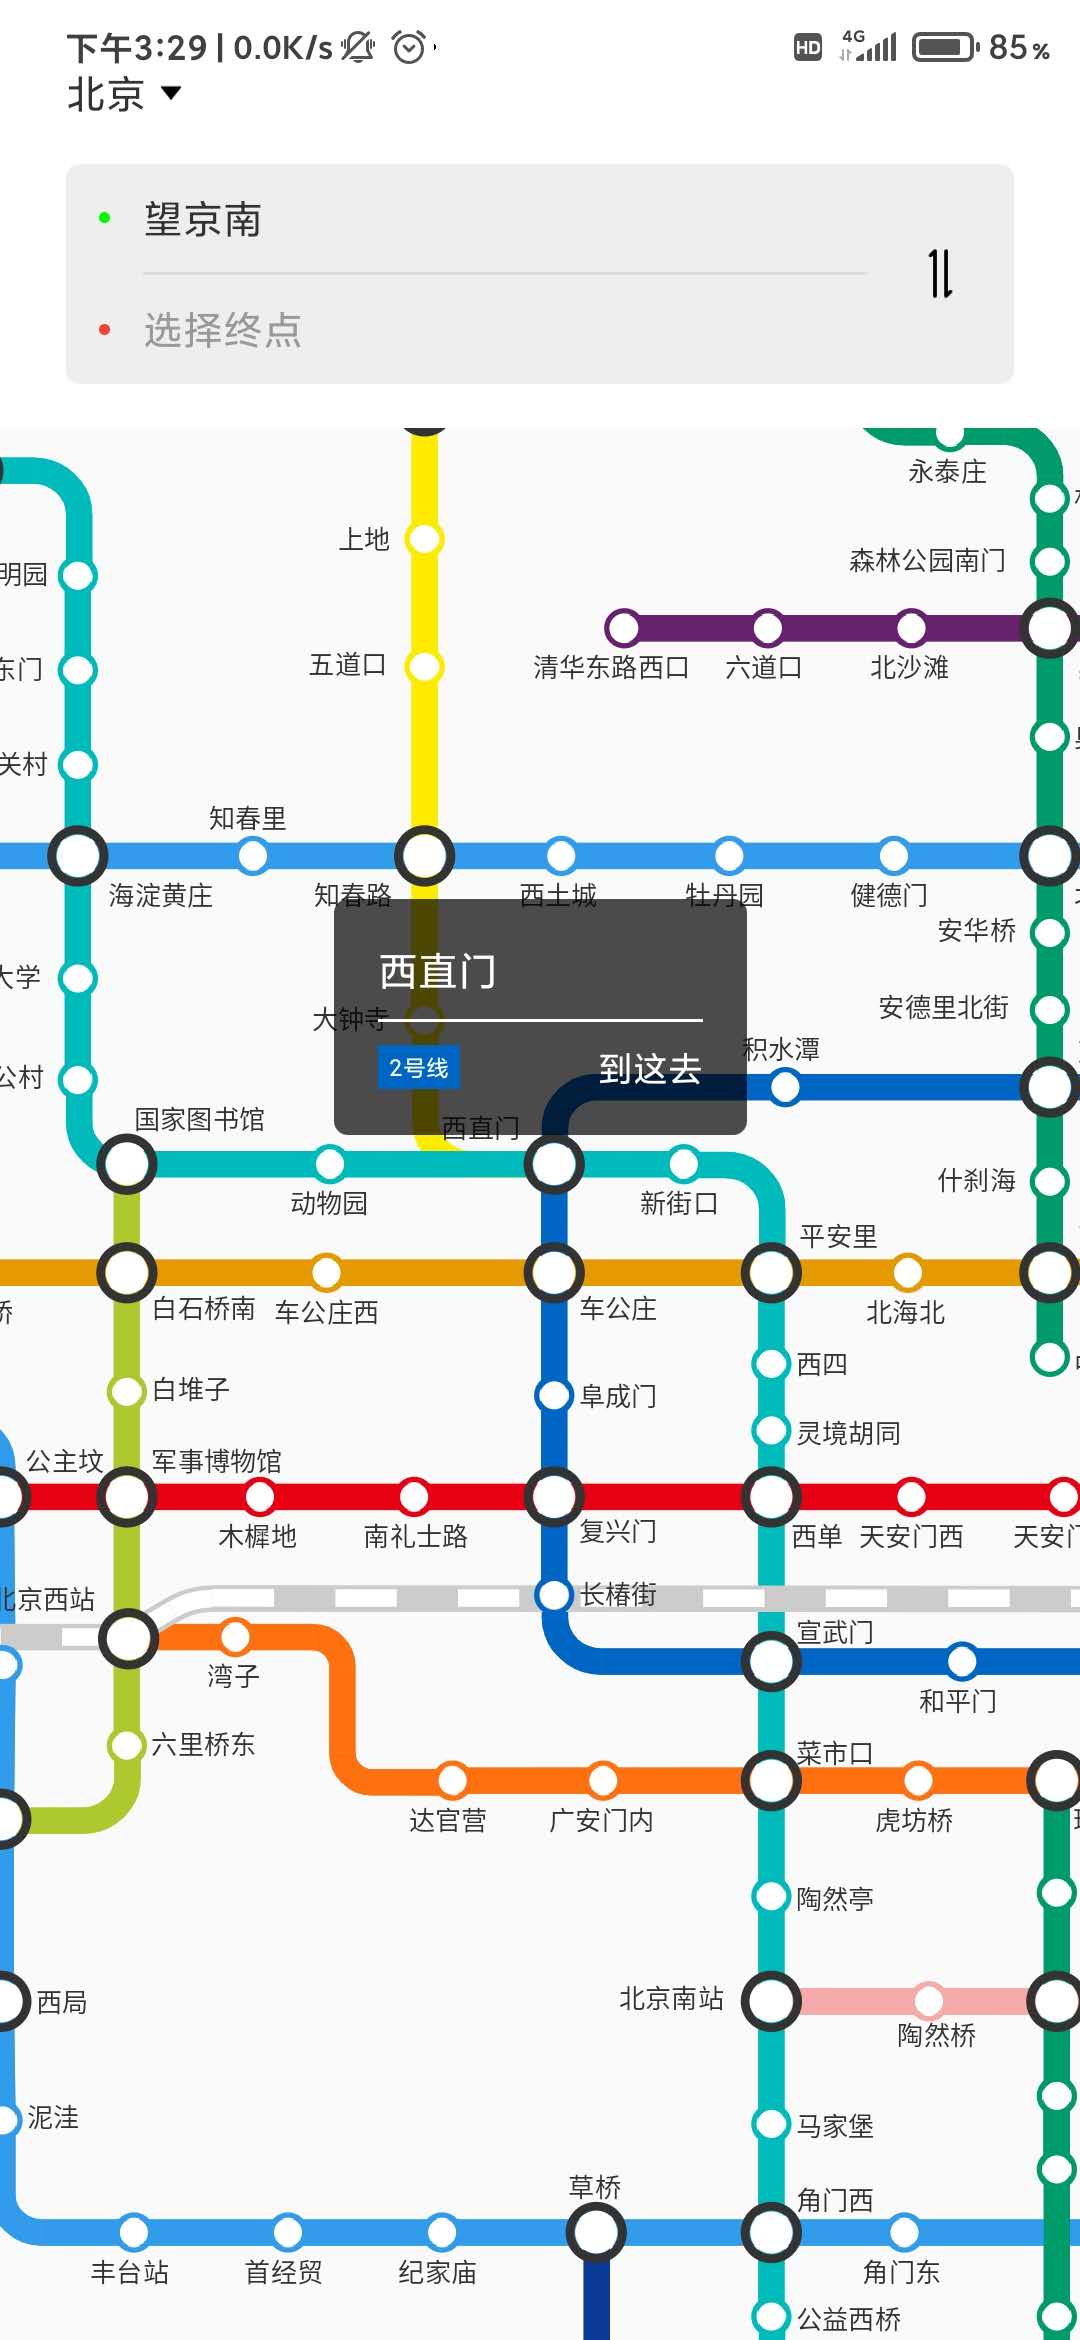 下午3:29 | 0.0K/s
HD 4G 85%
北京
望京南
选择终点
永泰庄
上地
森林公园南门
明园
五道口
清华东路西口 六道口 北沙滩
东门
关村
知春里
海淀黄庄 知春路 西土城 牡丹园 健德门
安华桥
西直门
大学
安德里北街
大钟寺
2号线 到这去
积水潭
公村
国家图书馆 西直门
什刹海
动物园 新街口
平安里
桥 白石桥南 车公庄西 车公庄 北海北
西四
白堆子 阜成门
灵境胡同
公主坟 军事博物馆
木樨地 南礼士路 复兴门 西单 天安门西 天安门
北京西站 长椿街
宣武门
湾子 和平门
六里桥东 菜市口
达官营 广安门内 虎坊桥
陶然亭
西局 北京南站
陶然桥
泥洼 马家堡
草桥 角门西
丰台站 首经贸 纪家庙 角门东
公益西桥